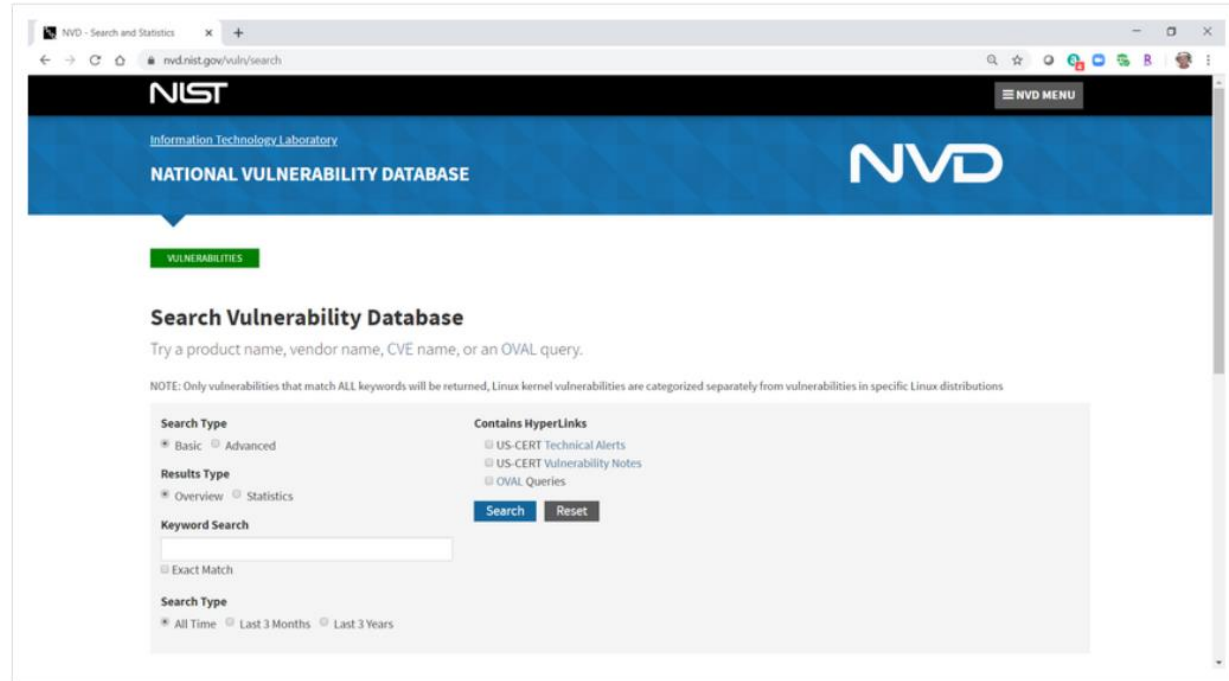 NVD - Search and Statistics
nvd.nist.gov/vuln/search
NIST
NVD MENU
Information Technology Laboratory
NATIONAL VULNERABILITY DATABASE
NVD
VULNERABILITIES
Search Vulnerability Database
Try a product name, vendor name, CVE name, or an OVAL query.
NOTE: Only vulnerabilities that match ALL keywords will be returned, Linux kernel vulnerabilities are categorized separately from vulnerabilities in specific Linux distributions
Search Type
Basic Advanced
Results Type
Overview Statistics
Keyword Search
Exact Match
Search Type
All Time Last 3 Months Last 3 Years
Contains HyperLinks
US-CERT Technical Alerts
US-CERT Vulnerability Notes
OVAL Queries
Search Reset